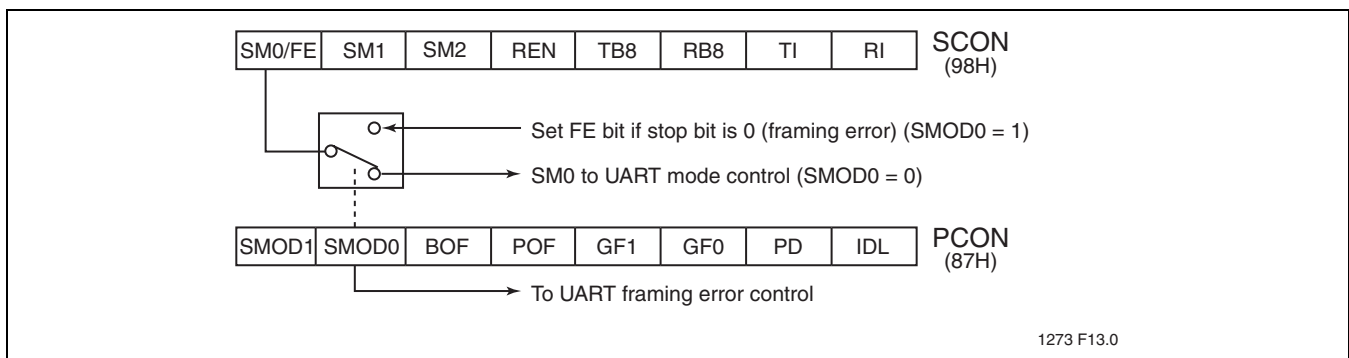 SM0/FE SM1 SM2 REN TB8 RB8 TI RI SCON
(98H)
Set FE bit if stop bit is 0 (framing error) (SMOD0 = 1)
SM0 to UART mode control (SMOD0 = 0)
SMOD1 SMOD0 BOF POF GF1 GF0 PD IDL PCON
(87H)
To UART framing error control
1273 F13.0